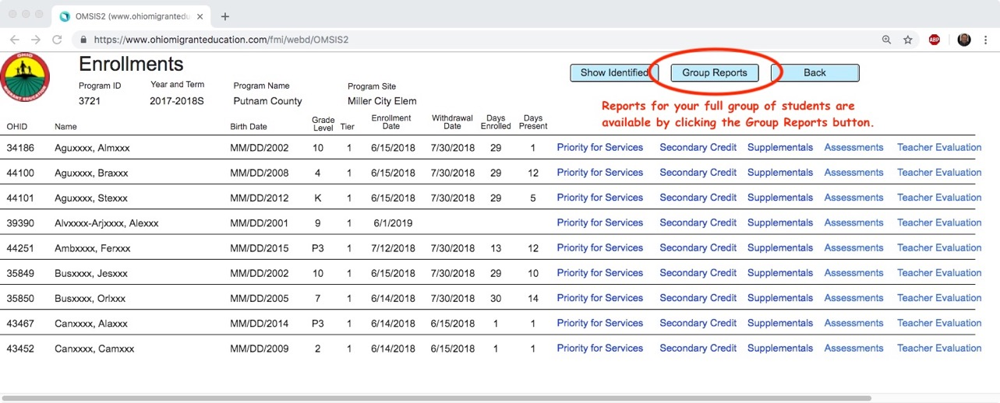 OMSIS2 (www.ohiomigrantedu
https://www.ohiomiganteducation.com/fmi/webd/OMSIS2
ABP
OHIO
MIGRANT EDUCATION
Enrollments
Show Identified Group Reports Back
Program ID Year and Term Program Name Program Site
3721 2017-2018S Putnam County Miller City Elem
Reports for your full group of students are
available by clicking the Group Reports button.
OHID Name Birth Date Grade Level Tier Enrollment Date Withdrawal Date Days Enrolled Days Present
34186 Aguxxxx, Almxxx MM/DD/2002 10 1 6/15/2018 7/30/2018 29 1 Priority for Services Secondary Credit Supplementals Assessments Teacher Evaluation
44100 Aguxxxx, Braxxx MM/DD/2008 4 1 6/15/2018 7/30/2018 29 12 Priority for Services Secondary Credit Supplementals Assessments Teacher Evaluation
44101 Aguxxxx, Stexxx MM/DD/2012 K 1 6/15/2018 7/30/2018 29 5 Priority for Services Secondary Credit Supplementals Assessments Teacher Evaluation
39390 Alvxxxx-Arjxxxx, Alexxx MM/DD/2001 9 1 6/1/2019 Priority for Services Secondary Credit Supplementals Assessments Teacher Evaluation
44251 Ambxxxx, Ferxxx MM/DD/2015 P3 1 7/12/2018 7/30/2018 13 12 Priority for Services Secondary Credit Supplementals Assessments Teacher Evaluation
35849 Busxxxx, Jesxxx MM/DD/2002 10 1 6/15/2018 7/30/2018 29 10 Priority for Services Secondary Credit Supplementals Assessments Teacher Evaluation
35850 Busxxxx, Orlxxx MM/DD/2005 7 1 6/14/2018 7/30/2018 30 14 Priority for Services Secondary Credit Supplementals Assessments Teacher Evaluation
43467 Canxxxx, Alaxxx MM/DD/2014 P3 1 6/14/2018 6/15/2018 1 1 Priority for Services Secondary Credit Supplementals Assessments Teacher Evaluation
43452 Canxxxx, Camxxx MM/DD/2009 2 1 6/14/2018 6/15/2018 1 1 Priority for Services Secondary Credit Supplementals Assessments Teacher Evaluation